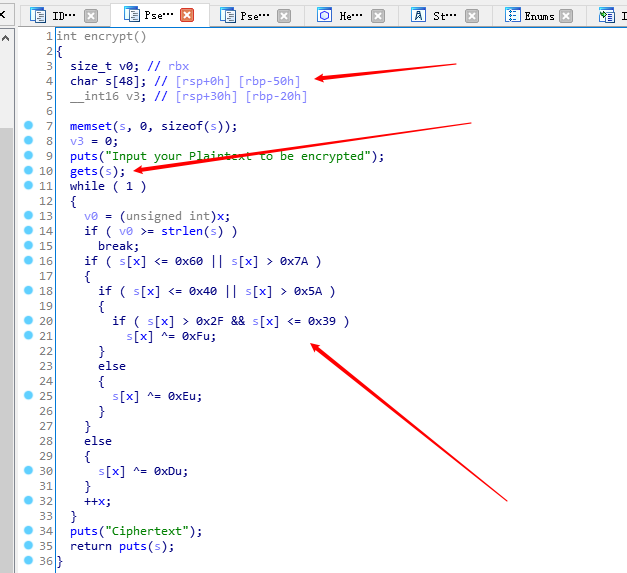 ID⋯ Pse⋯ Pse⋯ He⋯ St⋯ Enums
1 int encrypt()
2 {
3 size_t v0; // rbx
4 char s[48]; // [rsp+0h] [rbp-50h]
5 __int16 v3; // [rsp+30h] [rbp-20h]
6
7 memset(s, 0, sizeof(s));
8 v3 = 0;
9 puts("Input your Plaintext to be encrypted");
10 gets(s);
11 while ( 1 )
12 {
13 v0 = (unsigned int)x;
14 if ( v0 >= strlen(s) )
15 break;
16 if ( s[x] <= 0x60 || s[x] > 0x7A )
17 {
18 if ( s[x] <= 0x40 || s[x] > 0x5A )
19 {
20 if ( s[x] > 0x2F && s[x] <= 0x39 )
21 s[x] ^= 0xFu;
22 }
23 else
24 {
25 s[x] ^= 0xEu;
26 }
27 }
28 else
29 {
30 s[x] ^= 0xDu;
31 }
32 ++x;
33 }
34 puts("Ciphertext");
35 return puts(s);
36 }